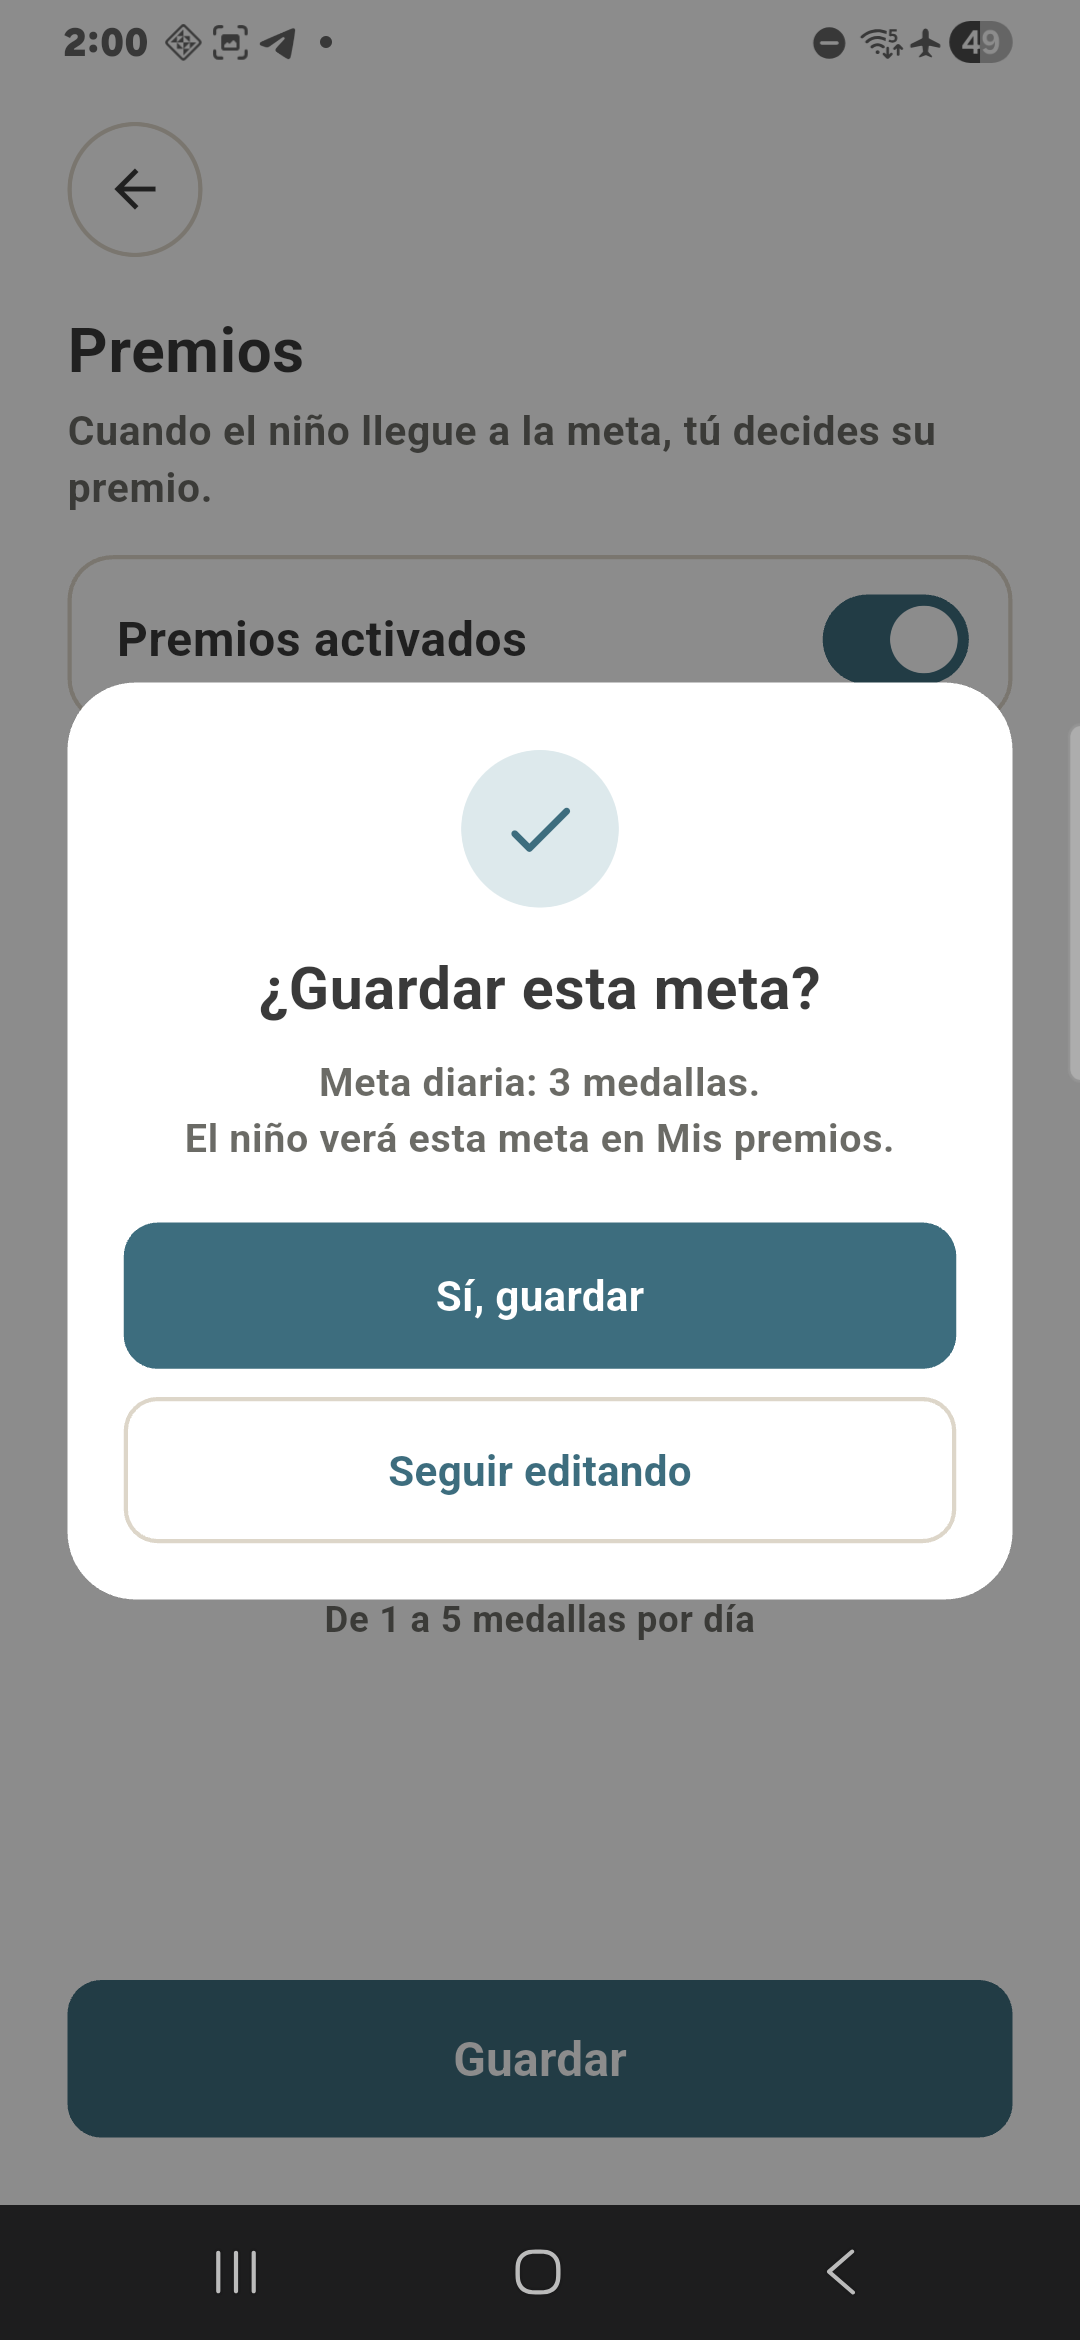 2:00
5
49
Premios
Cuando el niño llegue a la meta, tú decides su
premio.
Premios activados
¿Guardar esta meta?
Meta diaria: 3 medallas.
El niño verá esta meta en Mis premios.
Sí, guardar
Seguir editando
De 1 a 5 medallas por día
Guardar